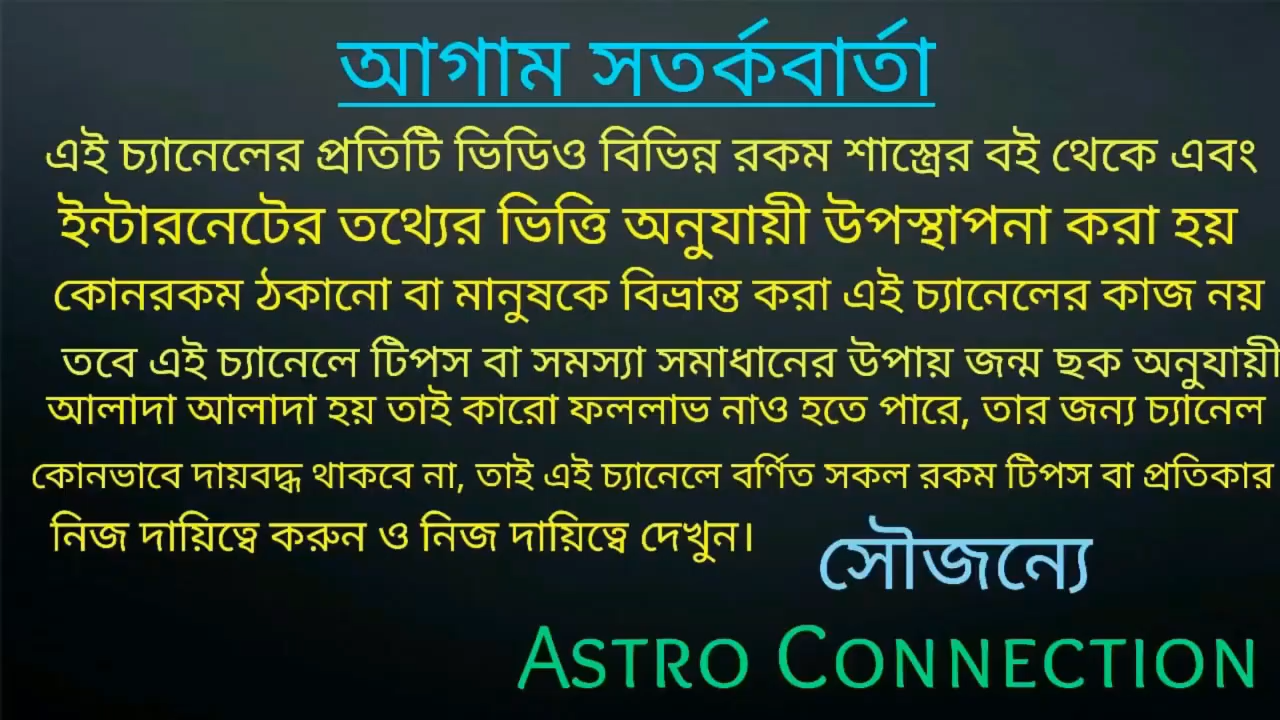 আগাম সতর্কবার্তা
এই চ্যানেলের প্রতিটি ভিডিও বিভিন্ন রকম শাস্ত্রের বই থেকে এবং
ইন্টারনেটের তথ্যের ভিত্তি অনুযায়ী উপস্থাপনা করা হয়
কোনরকম ঠকানো বা মানুষকে বিভ্রান্ত করা এই চ্যানেলের কাজ নয়
তবে এই চ্যানেলে টিপস বা সমস্যা সমাধানের উপায় জন্ম ছক অনুযায়ী
আলাদা আলাদা হয় তাই কারো ফললাভ নাও হতে পারে, তার জন্য চ্যানেল
কোনভাবে দায়বদ্ধ থাকবে না, তাই এই চ্যানেলে বর্ণিত সকল রকম টিপস বা প্রতিকার
নিজ দায়িত্বে করুন ও নিজ দায়িত্বে দেখুন।
সৌজন্যে
ASTRO CONNECTION